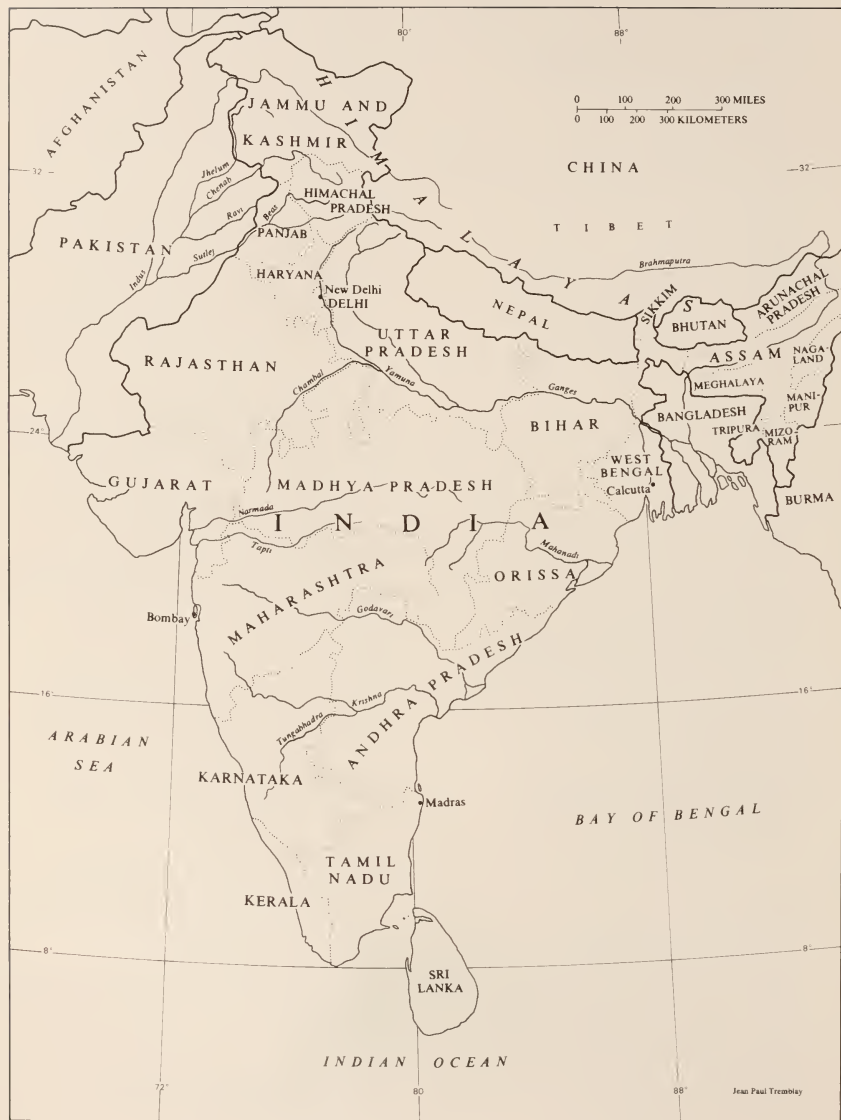 80°
88°
AFGHANISTAN
HIMALAYAS
JAMMU AND
KASHMIR
0 100 200 300 MILES
0 100 200 300 KILOMETERS
32°
32°
CHINA
TIBET
Jhelum
Chenab
Ravi
Beas
Sutlej
Indus
HIMACHAL
PRADESH
PAKISTAN
PANJAB
HARYANA
New Delhi
DELHI
Brahmaputra
NEPAL
SIKKIM
BHUTAN
ARUNACHAL
PRADESH
UTTAR
PRADESH
RAJASTHAN
ASSAM
NAGA-
LAND
MEGHALAYA
Chambal
Yamuna
Ganges
BIHAR
BANGLADESH
MANI-
PUR
TRIPURA
MIZO
RAM
24°
WEST
BENGAL
Calcutta
GUJARAT
MADHYA PRADESH
BURMA
Narmada
INDIA
Tapti
Mahanadi
ORISSA
MAHARASHTRA
Bombay
Godavari
ANDHRA PRADESH
16°
16°
Krishna
Tungabhadra
ARABIAN
SEA
KARNATAKA
Madras
BAY OF BENGAL
TAMIL
NADU
KERALA
8°
8°
SRI
LANKA
INDIAN OCEAN
72°
80
88°
Jean Paul Tremblay